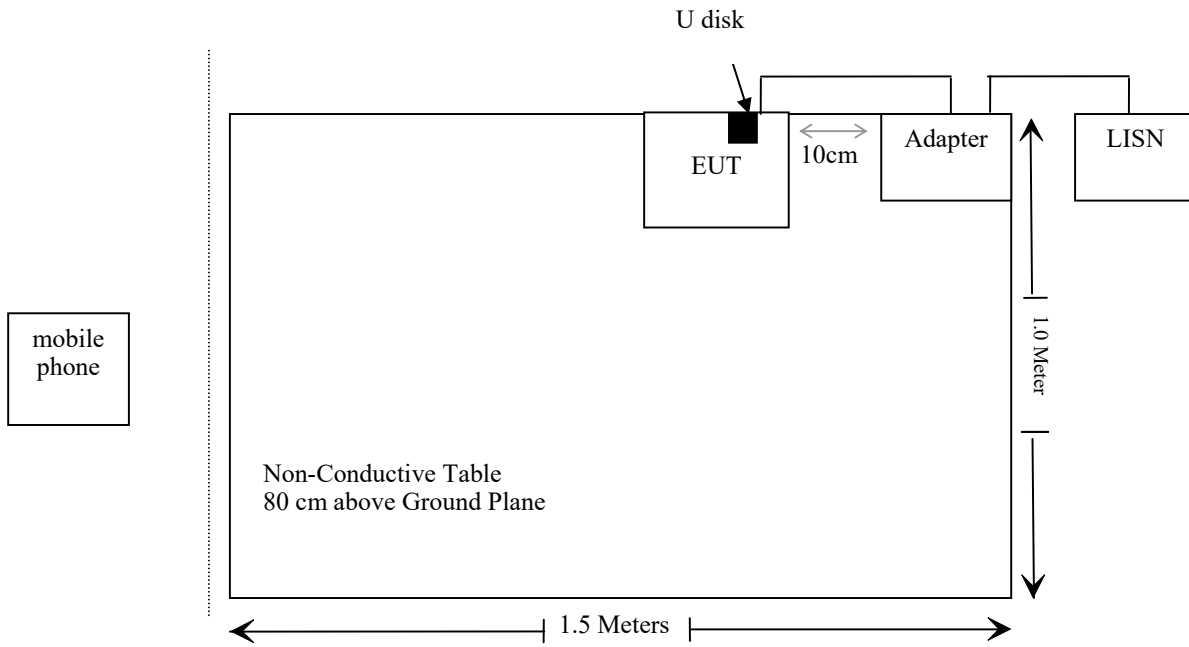 U disk
EUT
10cm
Adapter
LISN
mobile
phone
1.0 Meter
Non-Conductive Table
80 cm above Ground Plane
1.5 Meters